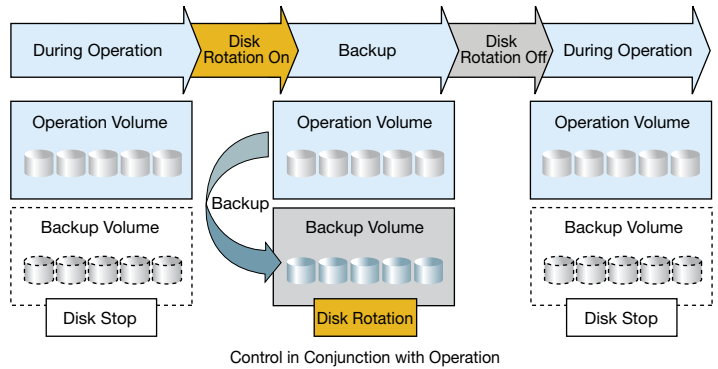 During Operation
Disk
Rotation On
Backup
Disk
Rotation Off
During Operation
Operation Volume
Operation Volume
Operation Volume
Backup
Backup Volume
Backup Volume
Backup Volume
Disk Stop
Disk Rotation
Disk Stop
Control in Conjunction with Operation